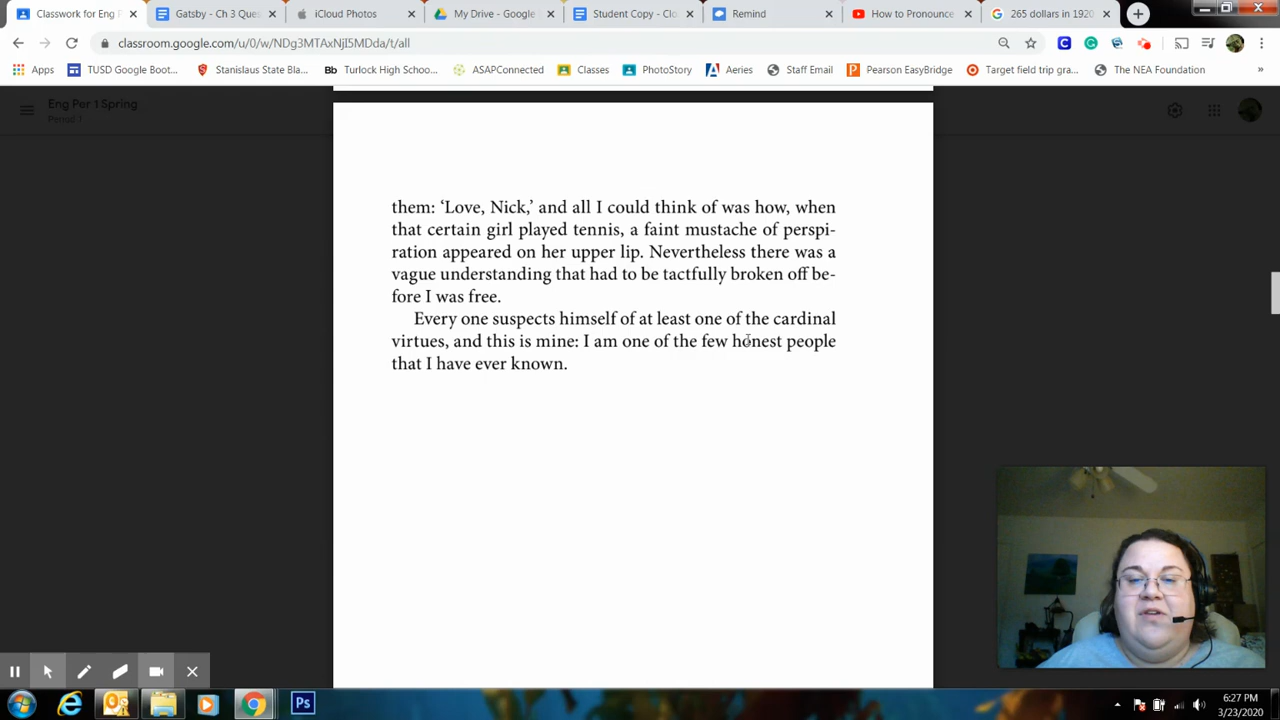 Classwork for Eng F
Gatsby - Ch 3 Ques
iCloud Photos
My Drive - Google
Student Copy - Clo
Remind
How to Pronounce
265 dollars in 1920
classroom.google.com/u/0/w/NDg3MTAxNjI5MDda/t/all
Apps
TUSD Google Boot...
Stanislaus State Bla...
Bb Turlock High Schoo...
ASAPConnected
Classes
PhotoStory
Aeries
Staff Email
Pearson EasyBridge
Target field trip gra...
The NEA Foundation
»
Eng Per 1 Spring
Period 1
them: ‘Love, Nick,’ and all I could think of was how, when
that certain girl played tennis, a faint mustache of perspi-
ration appeared on her upper lip. Nevertheless there was a
vague understanding that had to be tactfully broken off be-
fore I was free.
Every one suspects himself of at least one of the cardinal
virtues, and this is mine: I am one of the few honest people
that I have ever known.
Ps
6:27 PM
3/23/2020